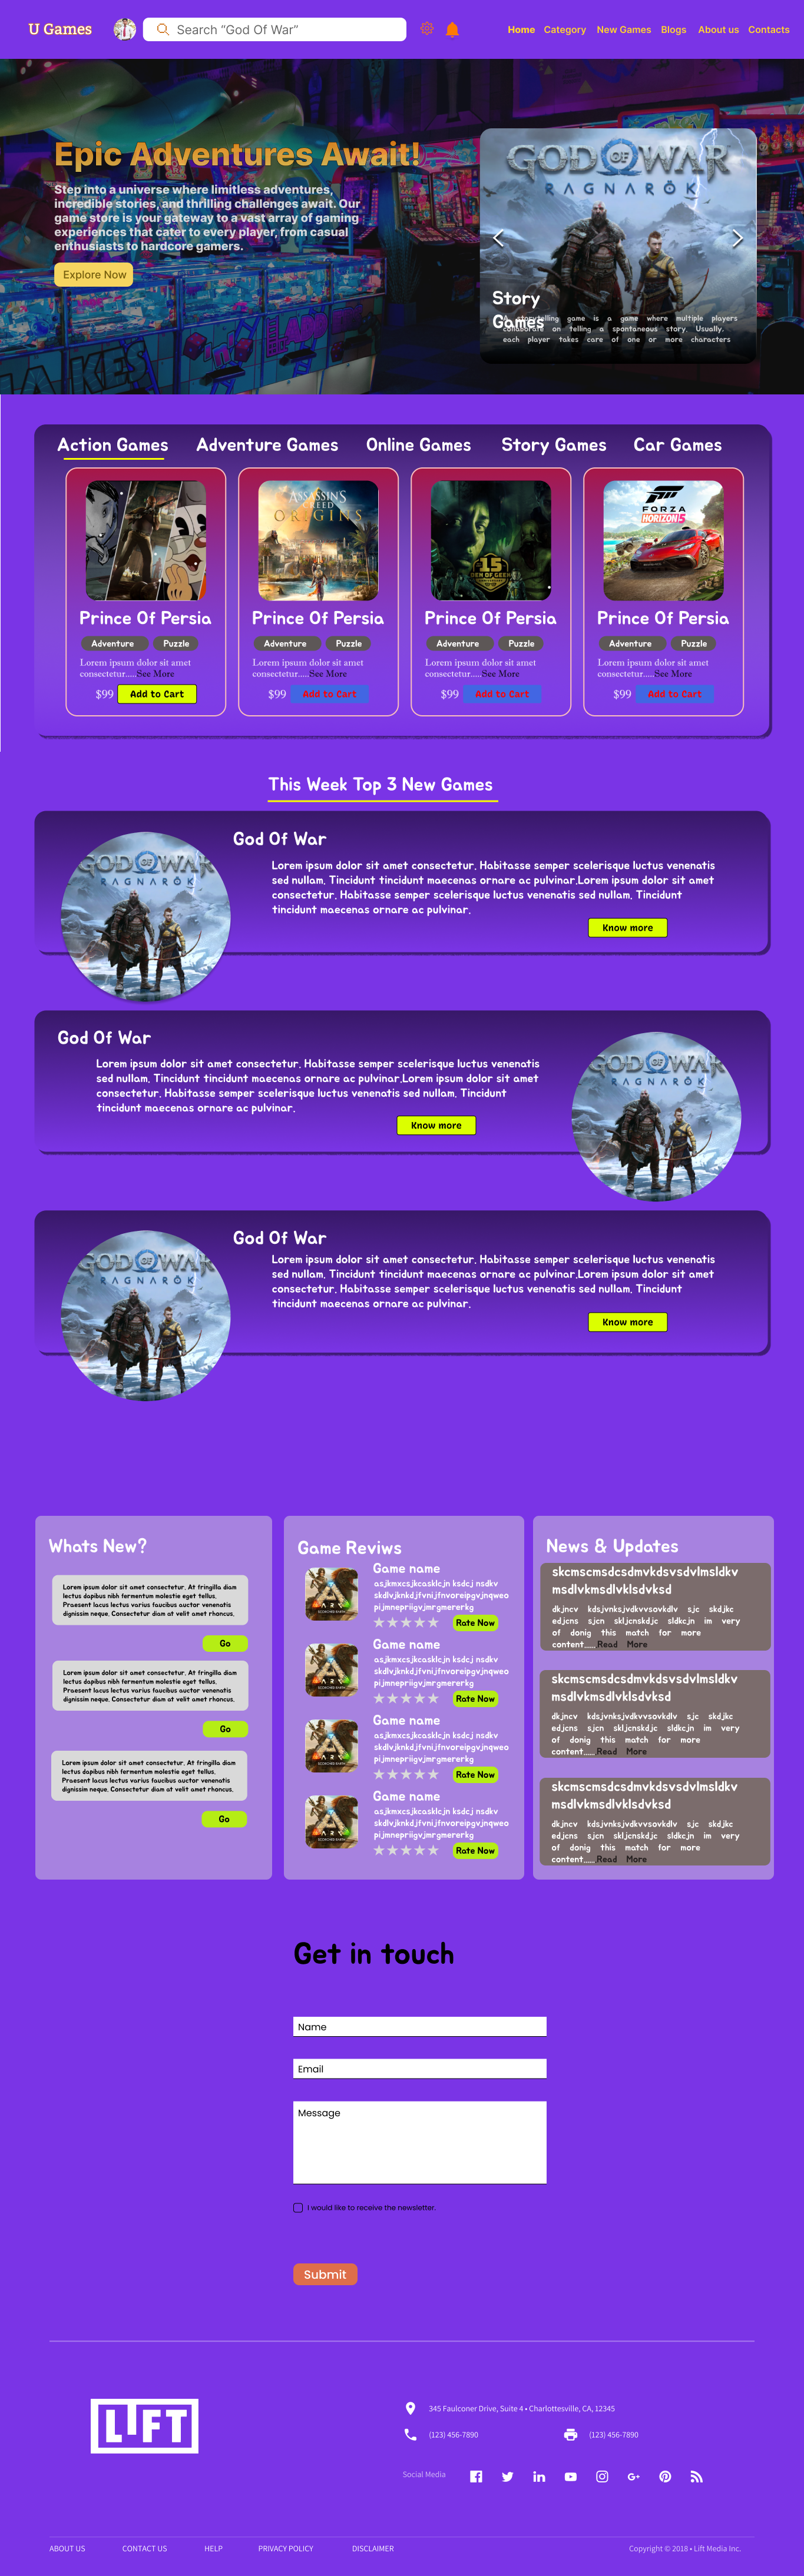 U Games
Search “God Of War”
Home Category New Games Blogs About us Contacts
Epic Adventures Await!
Step into a universe where limitless adventures,
incredible stories, and thrilling challenges await. Our
game store is your gateway to a vast array of gaming
experiences that cater to every player, from casual
enthusiasts to hardcore gamers.
Explore Now
GOD OF WAR
RAGNARÖK
Story
Games
A storytelling game is a game where multiple players
collaborate on telling a spontaneous story. Usually,
each player takes care of one or more characters
Action Games Adventure Games Online Games Story Games Car Games
ASSASSIN'S
CREED
ORIGINS
15
DEN OF GEEK
FORZA
HORIZON 5
Prince Of Persia
Adventure Puzzle
Lorem ipsum dolor sit amet
consectetur.....See More
$99 Add to Cart
Prince Of Persia
Adventure Puzzle
Lorem ipsum dolor sit amet
consectetur.....See More
$99 Add to Cart
Prince Of Persia
Adventure Puzzle
Lorem ipsum dolor sit amet
consectetur.....See More
$99 Add to Cart
Prince Of Persia
Adventure Puzzle
Lorem ipsum dolor sit amet
consectetur.....See More
$99 Add to Cart
This Week Top 3 New Games
GOD OF WAR
RAGNARÖK
God Of War
Lorem ipsum dolor sit amet consectetur. Habitasse semper scelerisque luctus venenatis
sed nullam. Tincidunt tincidunt maecenas ornare ac pulvinar.Lorem ipsum dolor sit amet
consectetur. Habitasse semper scelerisque luctus venenatis sed nullam. Tincidunt
tincidunt maecenas ornare ac pulvinar.
Know more
God Of War
Lorem ipsum dolor sit amet consectetur. Habitasse semper scelerisque luctus venenatis
sed nullam. Tincidunt tincidunt maecenas ornare ac pulvinar.Lorem ipsum dolor sit amet
consectetur. Habitasse semper scelerisque luctus venenatis sed nullam. Tincidunt
tincidunt maecenas ornare ac pulvinar.
Know more
GOD OF WAR
RAGNARÖK
GOD OF WAR
RAGNARÖK
God Of War
Lorem ipsum dolor sit amet consectetur. Habitasse semper scelerisque luctus venenatis
sed nullam. Tincidunt tincidunt maecenas ornare ac pulvinar.Lorem ipsum dolor sit amet
consectetur. Habitasse semper scelerisque luctus venenatis sed nullam. Tincidunt
tincidunt maecenas ornare ac pulvinar.
Know more
Whats New?
Lorem ipsum dolor sit amet consectetur. At fringilla diam
lectus dapibus nibh fermentum molestie eget tellus.
Praesent lacus lectus varius faucibus auctor venenatis
dignissim neque. Consectetur diam at velit amet rhoncus.
Go
Lorem ipsum dolor sit amet consectetur. At fringilla diam
lectus dapibus nibh fermentum molestie eget tellus.
Praesent lacus lectus varius faucibus auctor venenatis
dignissim neque. Consectetur diam at velit amet rhoncus.
Go
Lorem ipsum dolor sit amet consectetur. At fringilla diam
lectus dapibus nibh fermentum molestie eget tellus.
Praesent lacus lectus varius faucibus auctor venenatis
dignissim neque. Consectetur diam at velit amet rhoncus.
Go
Game Reviws
ARK
Game name
asjkmxcsjkcasklcjn ksdcj nsdkv
skdlvjknkdjfvnijfnvoreipgvjnqweo
pijmnepriigvjmrgmererkg
Rate Now
ARK
Game name
asjkmxcsjkcasklcjn ksdcj nsdkv
skdlvjknkdjfvnijfnvoreipgvjnqweo
pijmnepriigvjmrgmererkg
Rate Now
ARK
Game name
asjkmxcsjkcasklcjn ksdcj nsdkv
skdlvjknkdjfvnijfnvoreipgvjnqweo
pijmnepriigvjmrgmererkg
Rate Now
ARK
Game name
asjkmxcsjkcasklcjn ksdcj nsdkv
skdlvjknkdjfvnijfnvoreipgvjnqweo
pijmnepriigvjmrgmererkg
Rate Now
News & Updates
skcmscmsdcsdmvkdsvsdvlmsldkv
msdlvkmsdlvklsdvksd
dkjncv kdsjvnksjvdkvvsovkdlv sjc skdjkc
edjcns sjcn skljcnskdjc sldkcjn im very
of donig this match for more
content......Read More
skcmscmsdcsdmvkdsvsdvlmsldkv
msdlvkmsdlvklsdvksd
dkjncv kdsjvnksjvdkvvsovkdlv sjc skdjkc
edjcns sjcn skljcnskdjc sldkcjn im very
of donig this match for more
content......Read More
skcmscmsdcsdmvkdsvsdvlmsldkv
msdlvkmsdlvklsdvksd
dkjncv kdsjvnksjvdkvvsovkdlv sjc skdjkc
edjcns sjcn skljcnskdjc sldkcjn im very
of donig this match for more
content......Read More
Get in touch
Name
Email
Message
I would like to receive the newsletter.
Submit
LIFT
345 Faulconer Drive, Suite 4 • Charlottesville, CA, 12345
(123) 456-7890 (123) 456-7890
Social Media
ABOUT US CONTACT US HELP PRIVACY POLICY DISCLAIMER
Copyright © 2018 • Lift Media Inc.